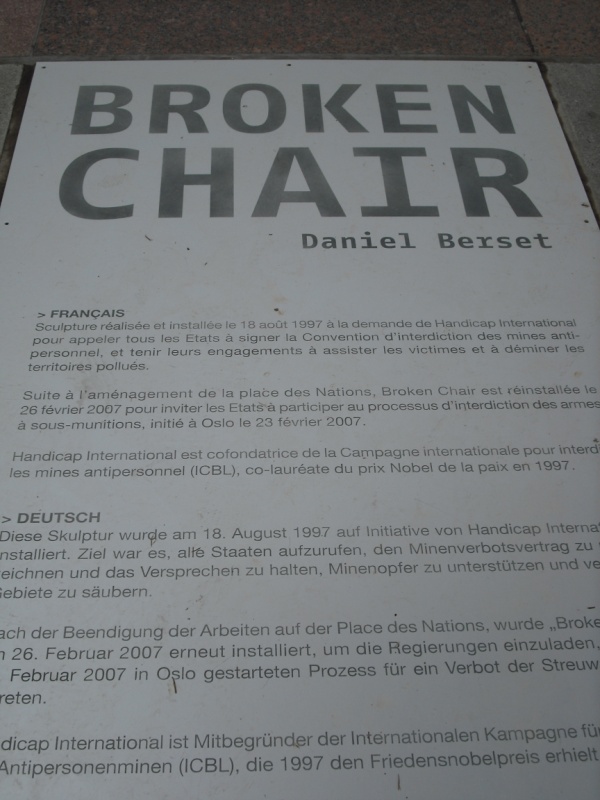 BROKEN
CHAIR
Daniel Berset
> FRANÇAIS
Sculpture réalisée et installée le 18 août 1997 à la demande de Handicap International
pour appeler tous les Etats à signer la Convention d'interdiction des mines anti-
personnel, et tenir leurs engagements à assister les victimes et à déminer les
territoires pollués.
Suite à l'aménagement de la place des Nations, Broken Chair est réinstallée le
26 février 2007 pour inviter les Etats à participer au processus d'interdiction des armes
à sous-munitions, initié à Oslo le 23 février 2007.
Handicap International est cofondatrice de la Campagne internationale pour interdi
les mines antipersonnel (ICBL), co-lauréate du prix Nobel de la paix en 1997.
> DEUTSCH
Diese Skulptur wurde am 18. August 1997 auf Initiative von Handicap Internat
nstalliert. Ziel war es, alle Staaten aufzurufen, den Minenverbotsvertrag zu
eichnen und das Versprechen zu halten, Minenopfer zu unterstützen und ve
Gebiete zu säubern.
ach der Beendigung der Arbeiten auf der Place des Nations, wurde „Broke
26. Februar 2007 erneut installiert, um die Regierungen einzuladen,
. Februar 2007 in Oslo gestarteten Prozess für ein Verbot der Streuw
reten.
dicap International ist Mitbegründer der Internationalen Kampagne für
Antipersonenminen (ICBL), die 1997 den Friedensnobelpreis erhielt